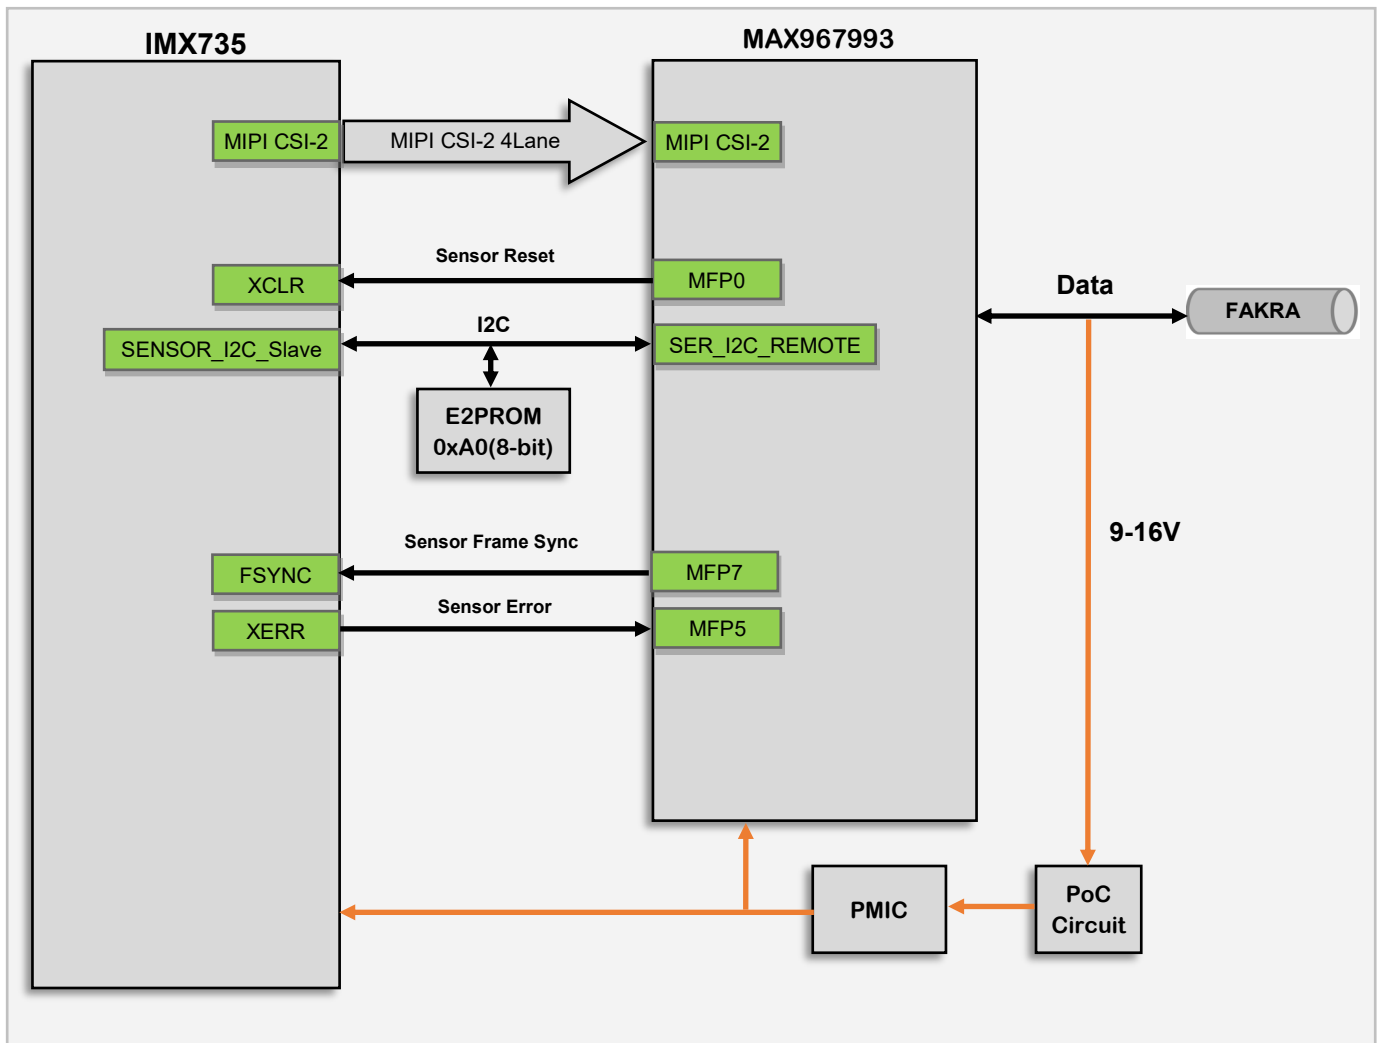 IMX735
MAX967993
MIPI CSI-2
MIPI CSI-2 4Lane
MIPI CSI-2
Sensor Reset
XCLR
MFP0
Data
FAKRA
I2C
SENSOR_I2C_Slave
SER_I2C_REMOTE
E2PROM
0xA0(8-bit)
9-16V
Sensor Frame Sync
FSYNC
MFP7
Sensor Error
XERR
MFP5
PMIC
PoC
Circuit